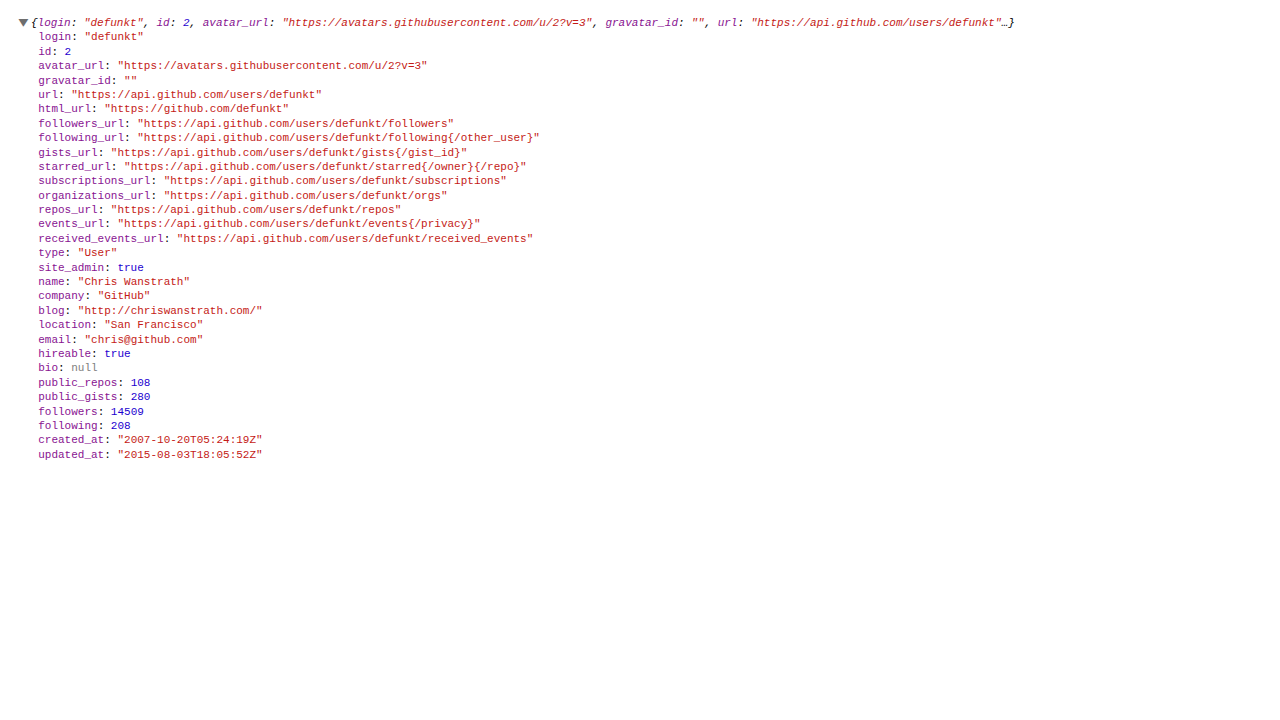 ▼{login: "defunkt", id: 2, avatar_url: "https://avatars.githubusercontent.com/u/2?v=3", gravatar_id: "", url: "https://api.github.com/users/defunkt"…}
login: "defunkt"
id: 2
avatar_url: "https://avatars.githubusercontent.com/u/2?v=3"
gravatar_id: ""
url: "https://api.github.com/users/defunkt"
html_url: "https://github.com/defunkt"
followers_url: "https://api.github.com/users/defunkt/followers"
following_url: "https://api.github.com/users/defunkt/following{/other_user}"
gists_url: "https://api.github.com/users/defunkt/gists{/gist_id}"
starred_url: "https://api.github.com/users/defunkt/starred{/owner}{/repo}"
subscriptions_url: "https://api.github.com/users/defunkt/subscriptions"
organizations_url: "https://api.github.com/users/defunkt/orgs"
repos_url: "https://api.github.com/users/defunkt/repos"
events_url: "https://api.github.com/users/defunkt/events{/privacy}"
received_events_url: "https://api.github.com/users/defunkt/received_events"
type: "User"
site_admin: true
name: "Chris Wanstrath"
company: "GitHub"
blog: "http://chriswanstrath.com/"
location: "San Francisco"
email: "chris@github.com"
hireable: true
bio: null
public_repos: 108
public_gists: 280
followers: 14509
following: 208
created_at: "2007-10-20T05:24:19Z"
updated_at: "2015-08-03T18:05:52Z"